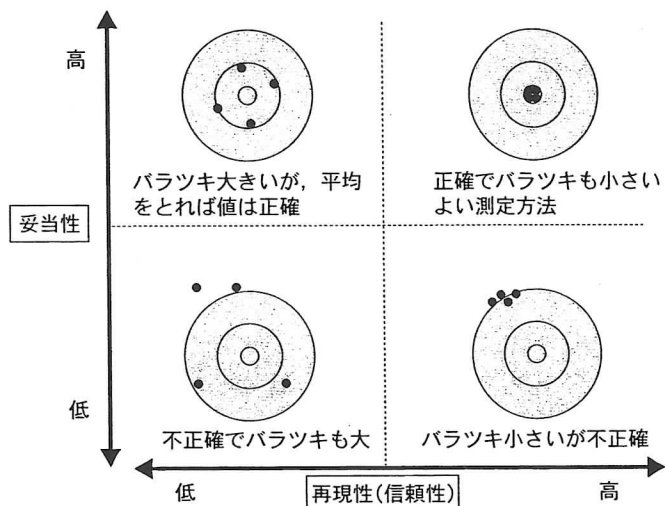 高
バラツキ大きいが，平均
をとれば値は正確
正確でバラツキも小さい
よい測定方法
妥当性
低
不正確でバラツキも大
バラツキ小さいが不正確
低
再現性(信頼性)
高